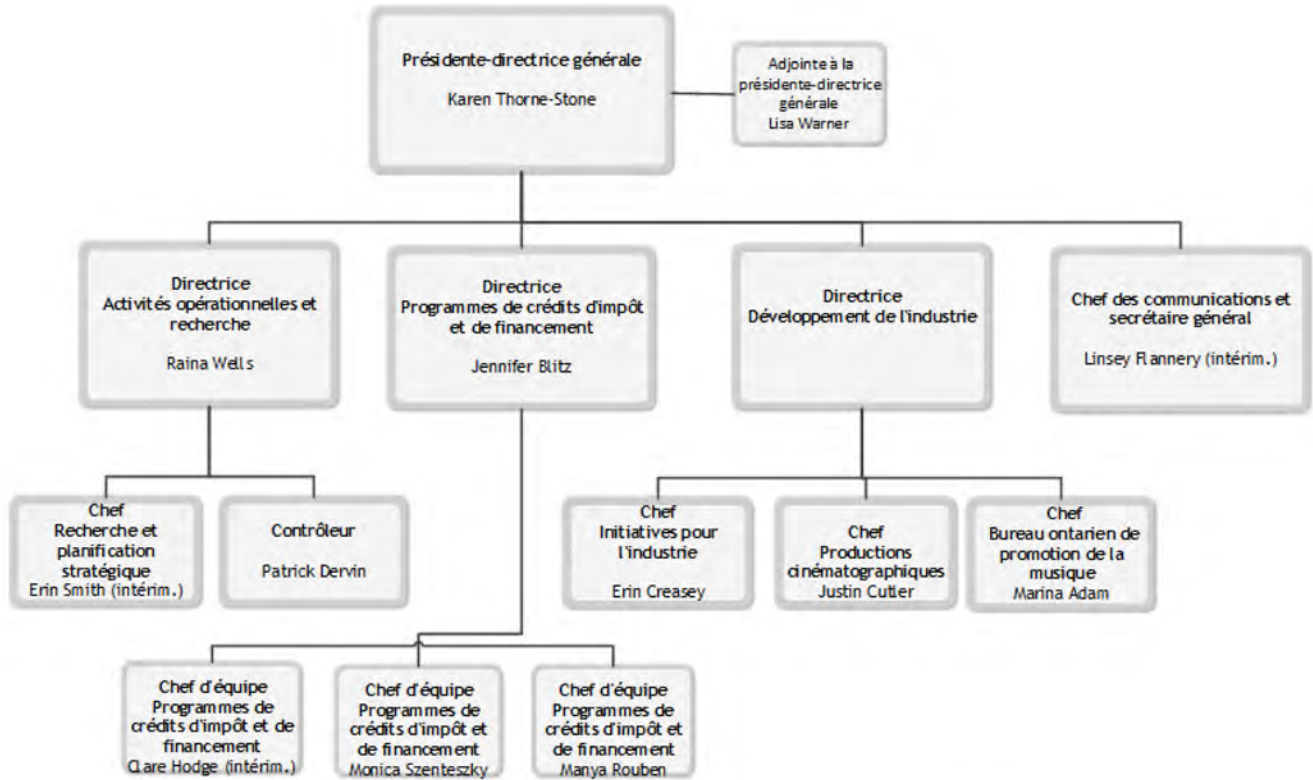 Présidente-directrice générale
Karen Thorne-Stone
Adjointe à la
présidente-directrice
générale
Lisa Warner
Directrice
Activités opérationnelles et
recherche
Raina Wells
Directrice
Programmes de crédits d'impôt
et de financement
Jennifer Blitz
Directrice
Développement de l'industrie
Chef des communications et
secrétaire général
Linsey Flannery (intérim.)
Chef
Recherche et
planification
stratégique
Erin Smith (intérim.)
Contrôleur
Patrick Dervin
Chef
Initiatives pour
l'industrie
Erin Creasey
Chef
Productions
cinématographiques
Justin Cutler
Chef
Bureau ontarien de
promotion de la
musique
Marina Adam
Chef d'équipe
Programmes de
crédits d'impôt et de
financement
Clare Hodge (intérim.)
Chef d'équipe
Programmes de
crédits d'impôt et
de financement
Monica Szenteszky
Chef d'équipe
Programmes de
crédits d'impôt et
de financement
Manya Rouben